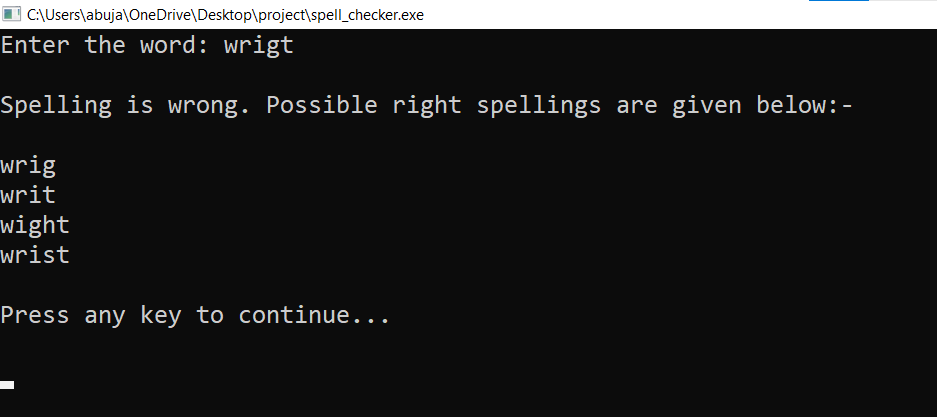 C:\Users\abuja\OneDrive\Desktop\project\spell_checker.exe
Enter the word: wrigt
Spelling is wrong. Possible right spellings are given below:-
wrig
writ
wight
wrist
Press any key to continue...